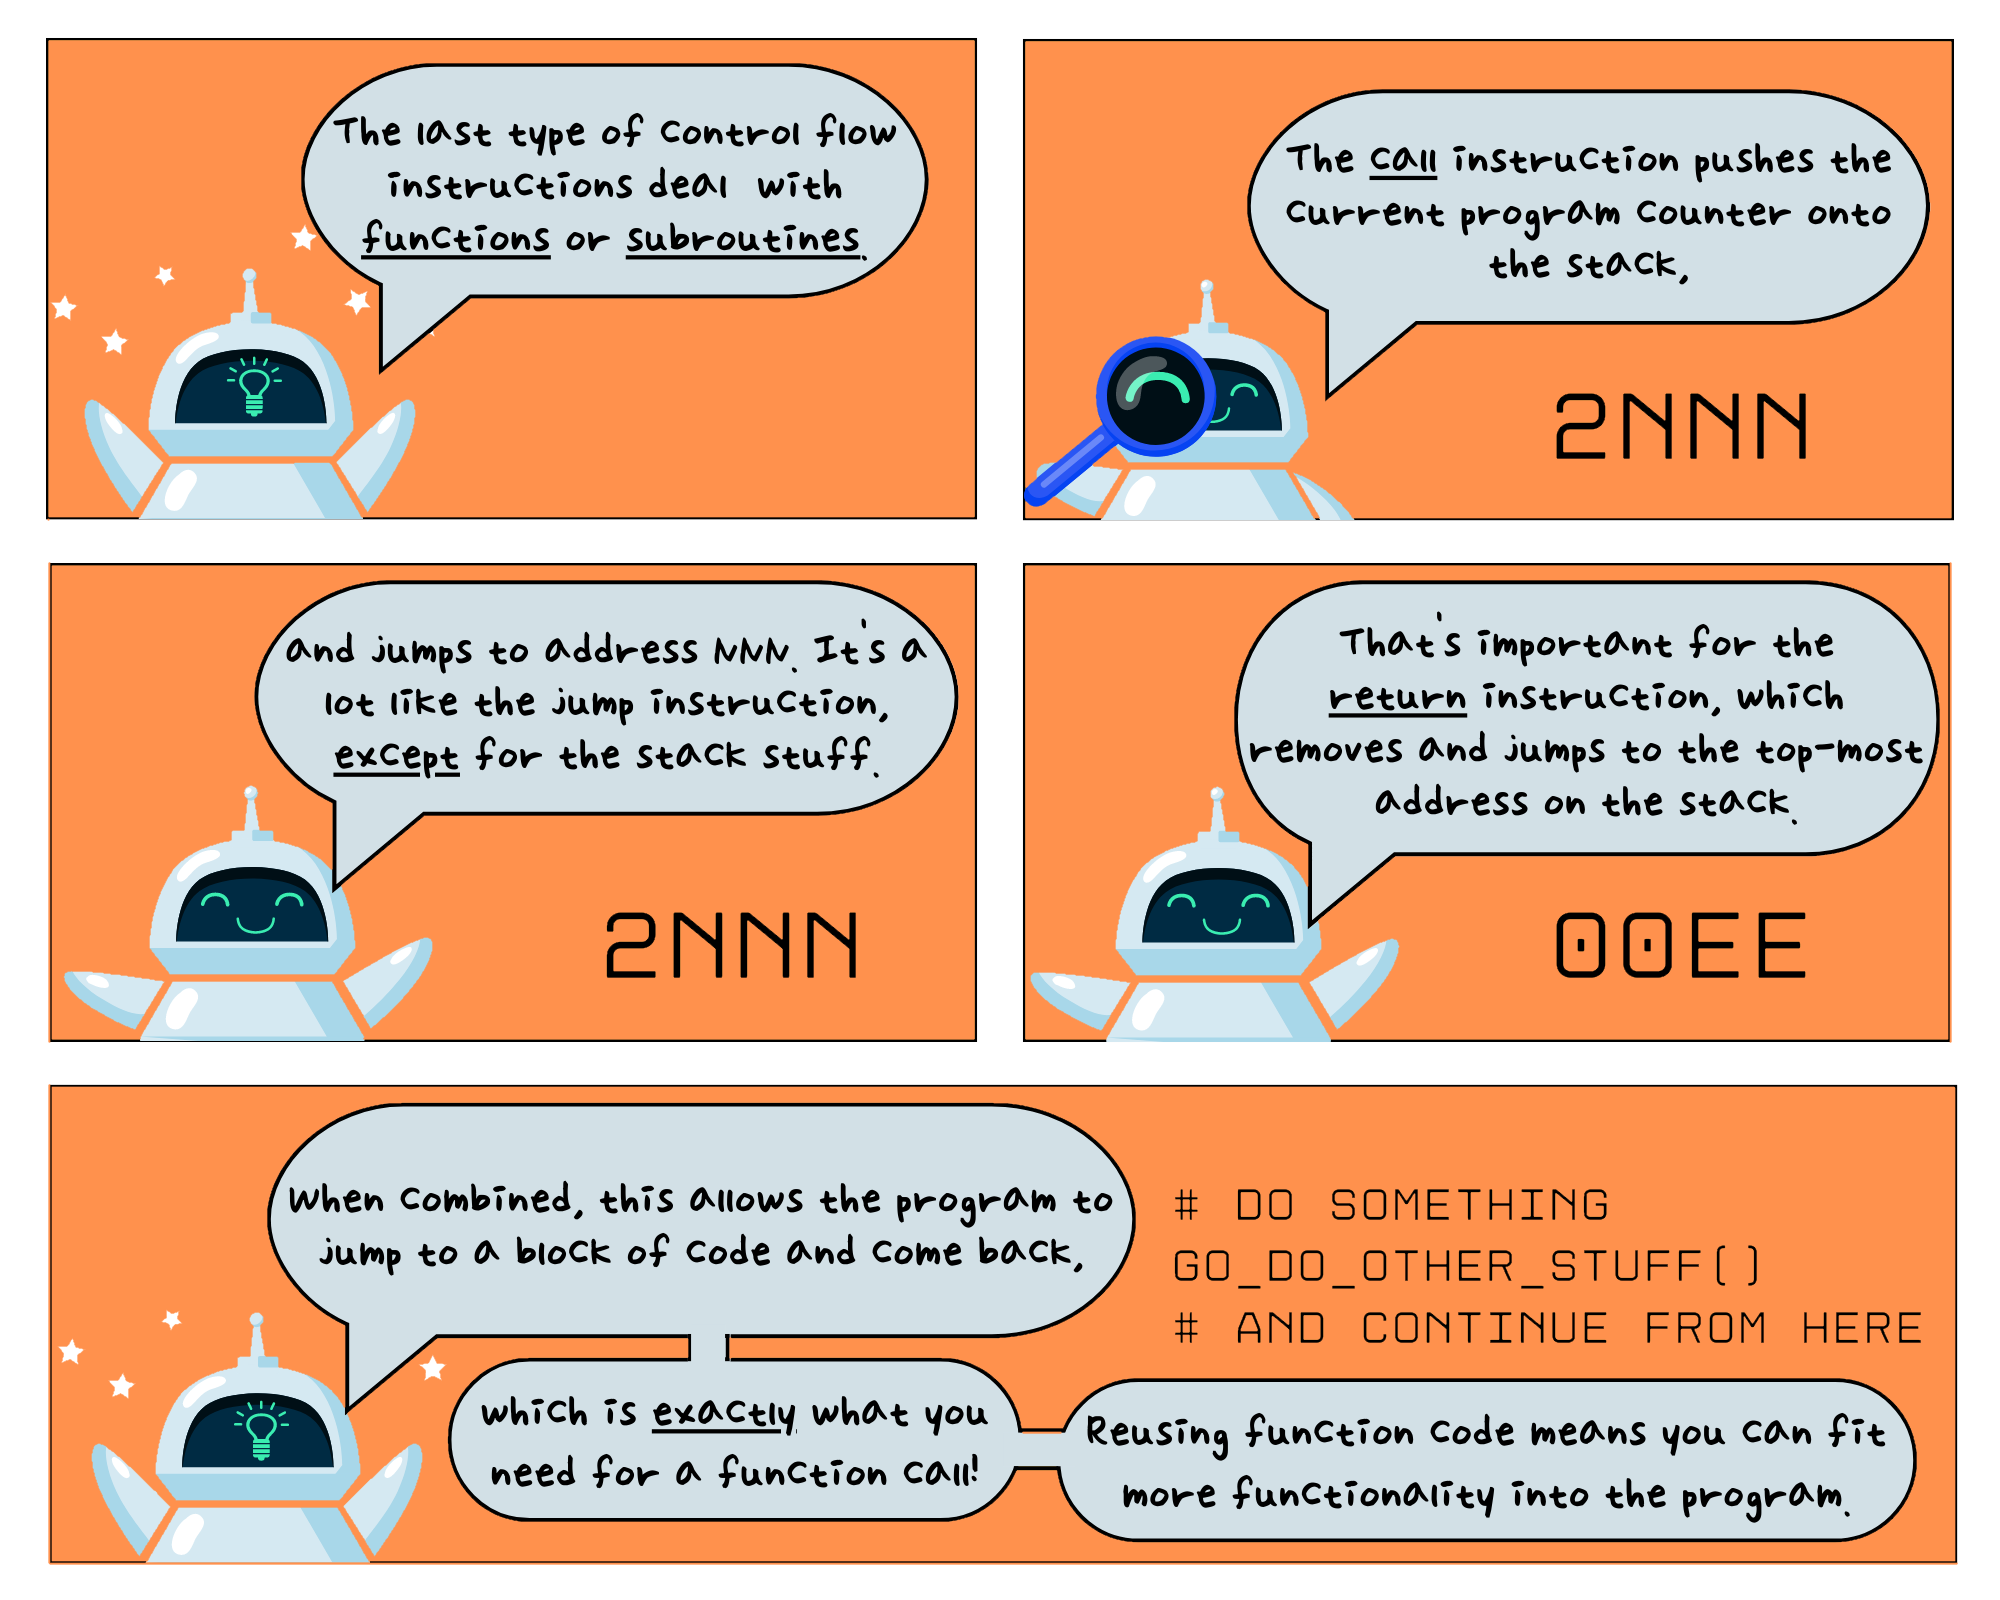 The last type of control flow
instructions deal with
functions or subroutines.
The call instruction pushes the
current program counter onto
the stack,
2NNN
and jumps to address NNN. It's a
lot like the jump instruction,
except for the stack stuff.
2NNN
That's important for the
return instruction, which
removes and jumps to the top-most
address on the stack.
00EE
When combined, this allows the program to
jump to a block of code and come back,
# DO SOMETHING
GO_DO_OTHER_STUFF()
# AND CONTINUE FROM HERE
which is exactly what you
need for a function call!
Reusing function code means you can fit
more functionality into the program.